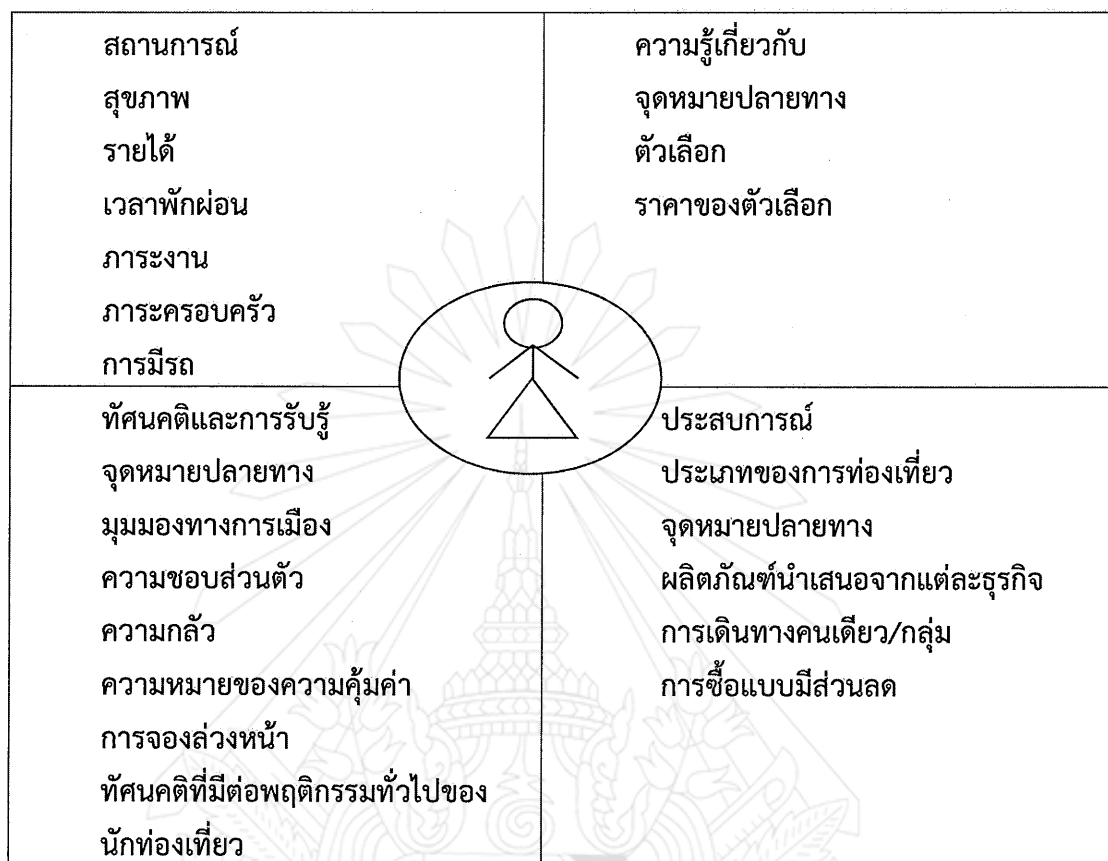 สถานการณ์
สุขภาพ
รายได้
เวลาพักผ่อน
ภาระงาน
ภาระครอบครัว
การมีรถ
ความรู้เกี่ยวกับ
จุดหมายปลายทาง
ตัวเลือก
ราคาของตัวเลือก
ทัศนคติและการรับรู้
จุดหมายปลายทาง
มุมมองทางการเมือง
ความชอบส่วนตัว
ความกลัว
ความหมายของความคุ้มค่า
การจองล่วงหน้า
ทัศนคติที่มีต่อพฤติกรรมทั่วไปของ
นักท่องเที่ยว
ประสบการณ์
ประเภทของการท่องเที่ยว
จุดหมายปลายทาง
ผลิตภัณฑ์นำเสนอจากแต่ละธุรกิจ
การเดินทางคนเดียว/กลุ่ม
การซื้อแบบมีส่วนลด